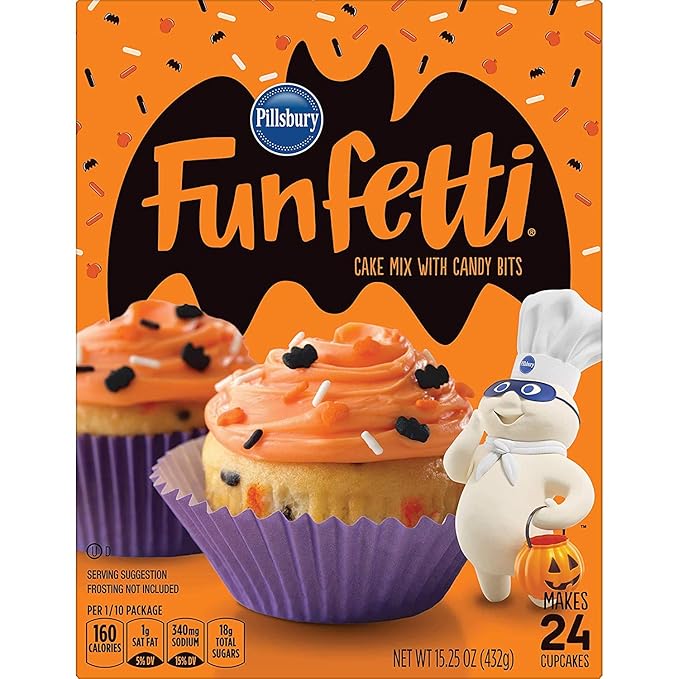 Pillsbury
Funfetti®
CAKE MIX WITH CANDY BITS
Pillsbury
U D
SERVING SUGGESTION
FROSTING NOT INCLUDED
PER 1/10 PACKAGE
160 CALORIES
1g SAT FAT 5% DV
340mg SODIUM 15% DV
18g TOTAL SUGARS
™
MAKES
24
CUPCAKES
NET WT 15.25 OZ (432g)